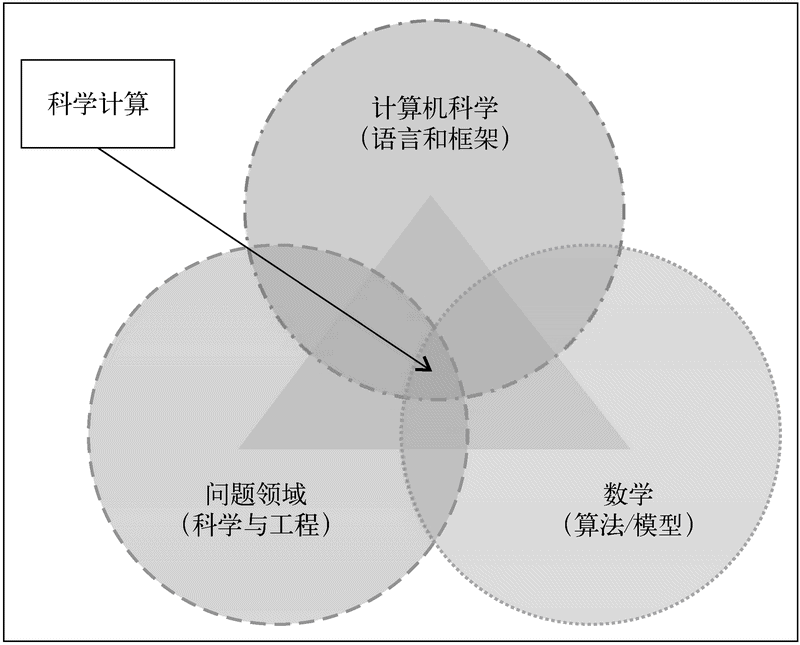 科学计算
计算机科学
（语言和框架）
问题领域
（科学与工程）
数学
（算法/模型）